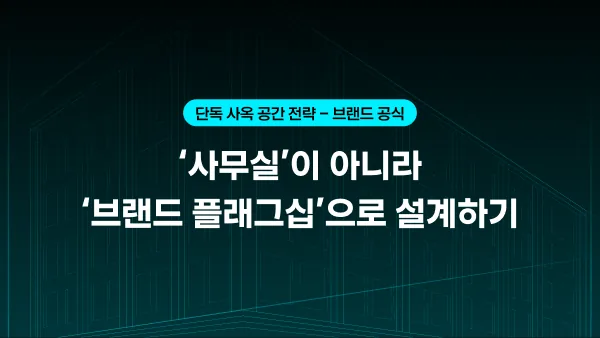 단독 사옥 공간 전략 – 브랜드 공식
‘사무실’이 아니라
‘브랜드 플래그십’으로 설계하기